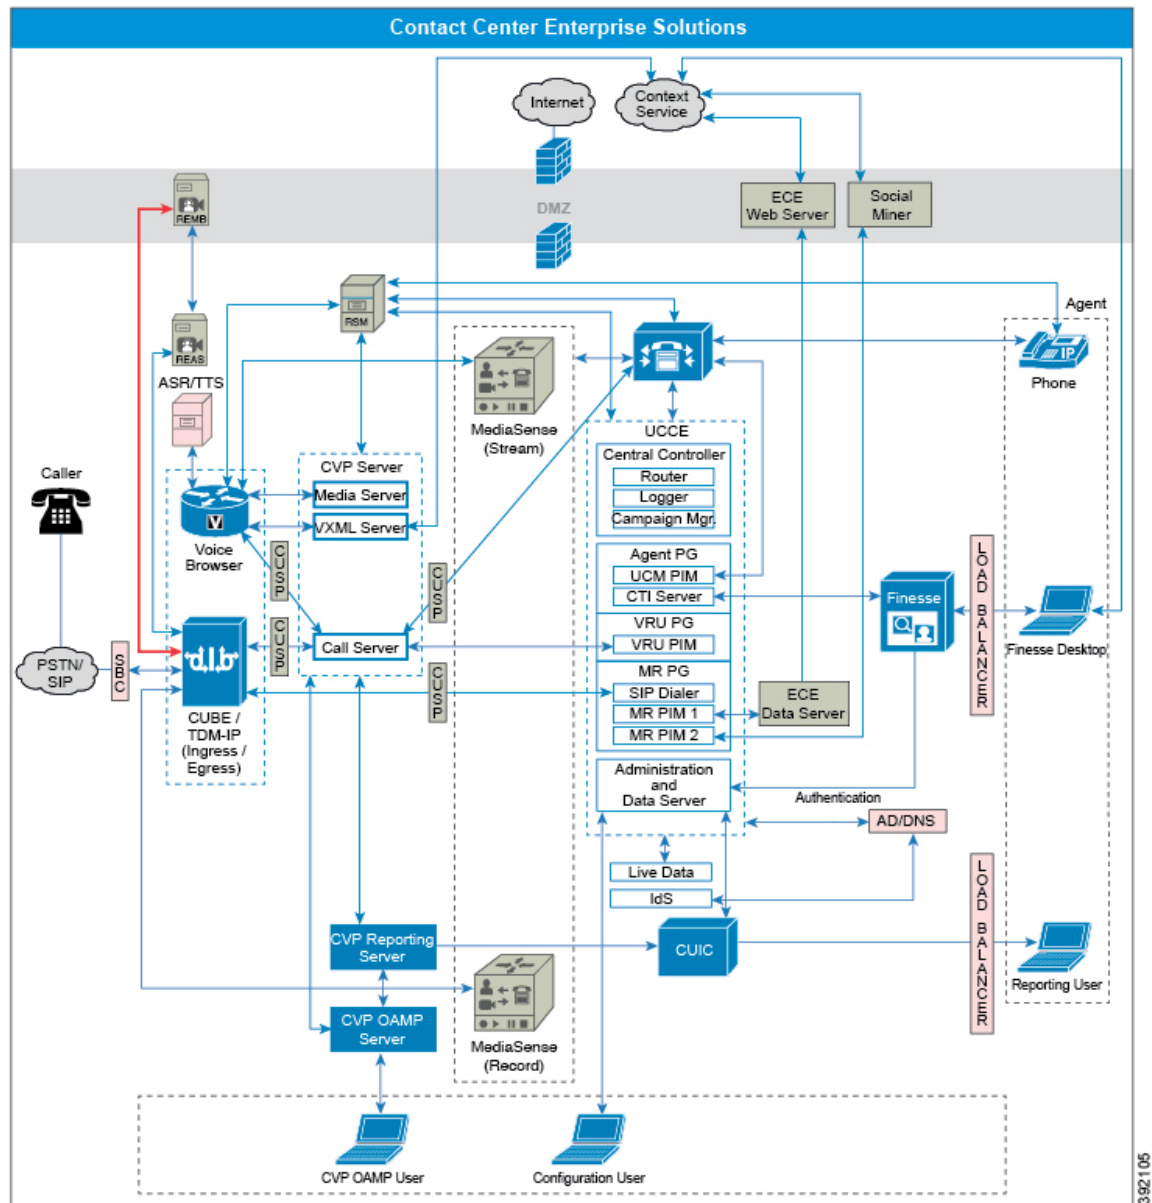 Contact Center Enterprise Solutions
Internet
Context
Service
REMB
DMZ
ECE
Web Server
Social
Miner
RSM
Agent
REAS
ASR/TTS
IP
Phone
MediaSense
(Stream)
UCCE
Central Controller
Router
Logger
Campaign Mgr.
Caller
CVP Server
Media Server
VXML Server
V
Voice
Browser
CUSP
CUSP
Agent PG
UCM PIM
CTI Server
Finesse
LOAD BALANCER
Finesse Desktop
VRU PG
VRU PIM
CUSP
Call Server
PSTN/
SIP
SBC
CUSP
MR PG
SIP Dialer
MR PIM 1
MR PIM 2
ECE
Data Server
CUBE /
TDM-IP
(Ingress /
Egress)
Administration
and
Data Server
Authentication
AD/DNS
Live Data
IdS
LOAD BALANCER
CVP Reporting
Server
CUIC
Reporting User
CVP OAMP
Server
MediaSense
(Record)
CVP OAMP User
Configuration User
392105